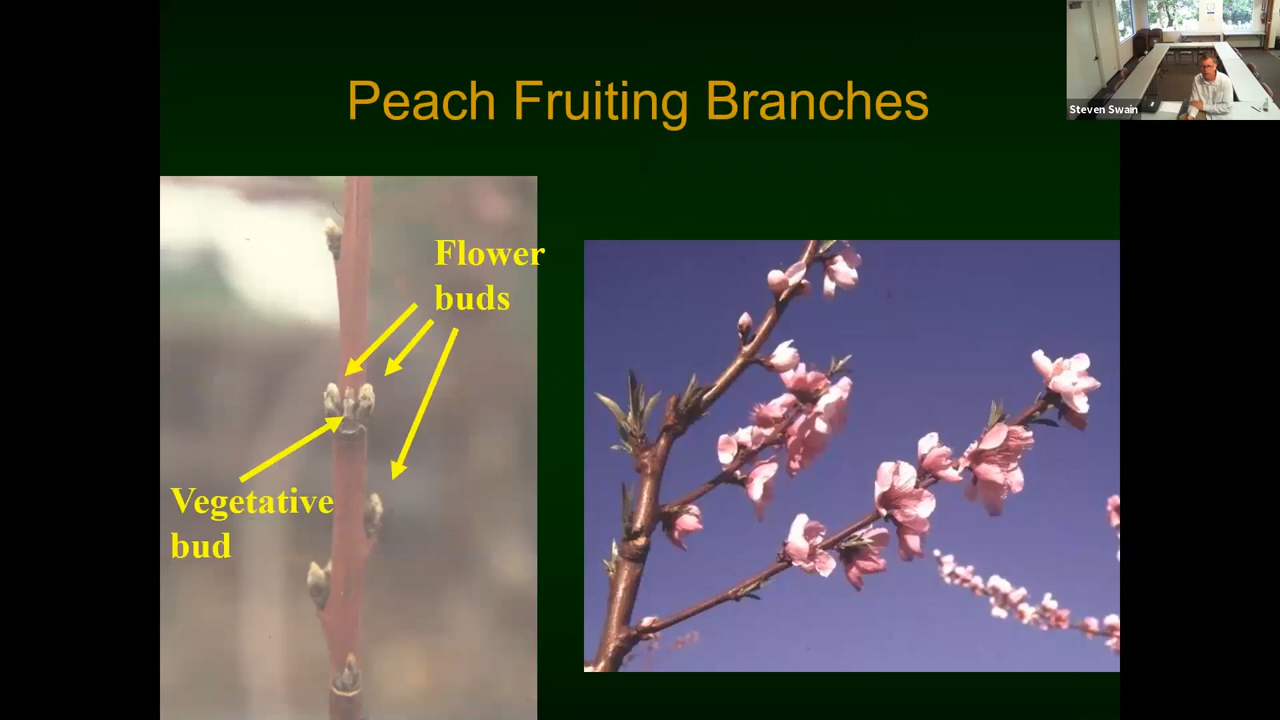 Peach Fruiting Branches
Steven Swain
Flower
buds
Vegetative
bud